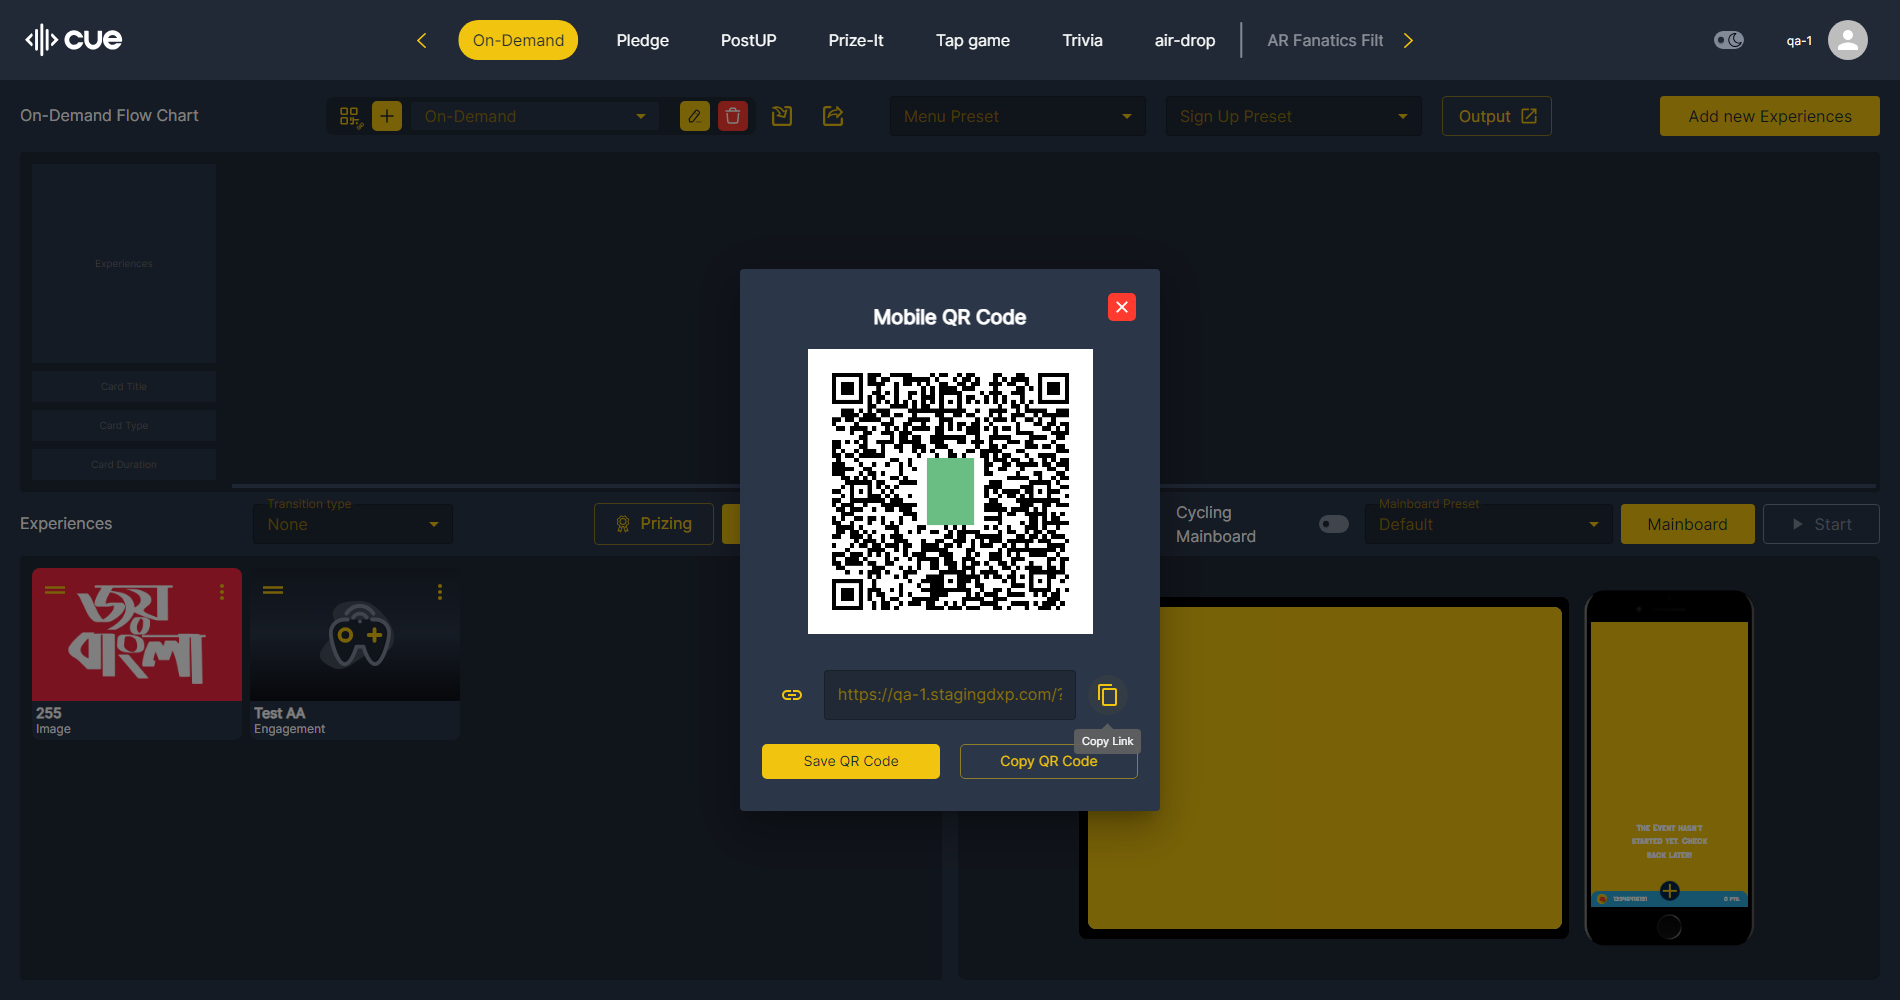 cue
On-Demand
Pledge
PostUP
Prize-It
Tap game
Trivia
air-drop
AR Fanatics Filt
qa-1
On-Demand Flow Chart
On-Demand
Menu Preset
Sign Up Preset
Output
Add new Experiences
Experiences
Card Title
Card Type
Card Duration
Mobile QR Code
https://qa-1.stagingdxp.com/?
Copy Link
Save QR Code
Copy QR Code
Experiences
Transition type
None
Prizing
Cycling
Mainboard
Mainboard Preset
Default
Mainboard
Start
জয়
বাংলা
255
Image
Test AA
Engagement
The Event hasn't
started yet. Check
back later!
0 PTS.